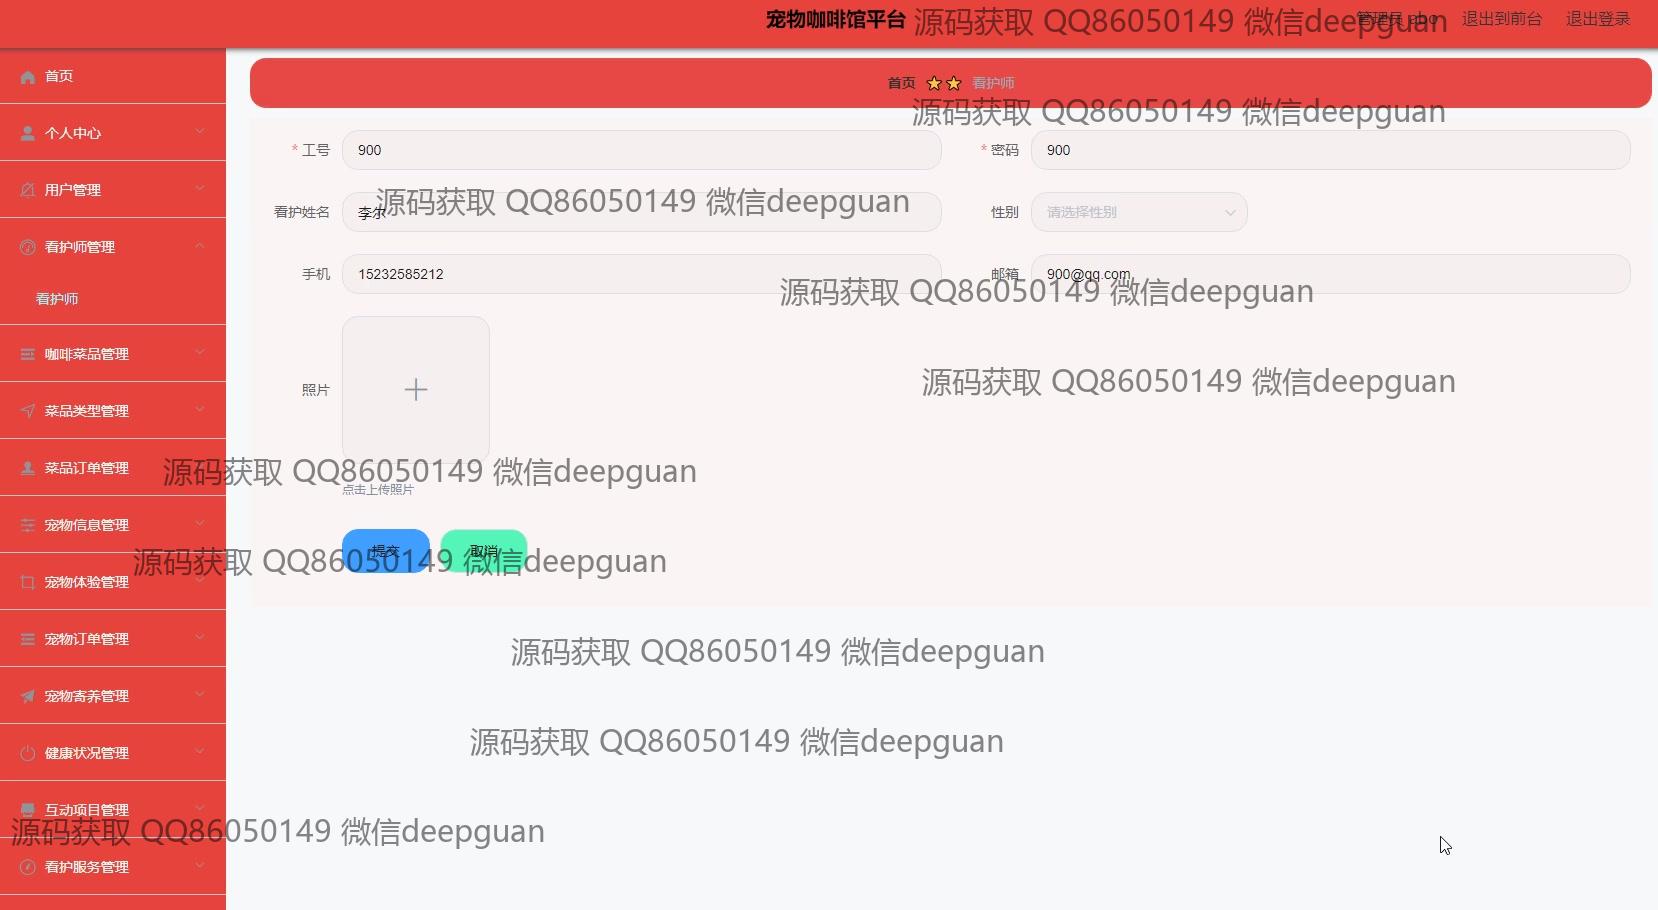 宠物咖啡馆平台
源码获取 QQ86050149 微信deepguan
管理员 abo 退出到前台 退出登录
首页
首页 看护师
源码获取 QQ86050149 微信deepguan
个人中心
* 工号 900
* 密码 900
用户管理
源码获取 QQ86050149 微信deepguan
看护姓名 李尔
性别 请选择性别
看护师管理
手机 15232585212
邮箱 900@qq.com
源码获取 QQ86050149 微信deepguan
看护师
咖啡菜品管理
照片
源码获取 QQ86050149 微信deepguan
菜品类型管理
菜品订单管理
源码获取 QQ86050149 微信deepguan
点击上传照片
宠物信息管理
提交 取消
源码获取 QQ86050149 微信deepguan
宠物体验管理
宠物订单管理
源码获取 QQ86050149 微信deepguan
宠物寄养管理
源码获取 QQ86050149 微信deepguan
健康状况管理
互动项目管理
源码获取 QQ86050149 微信deepguan
看护服务管理